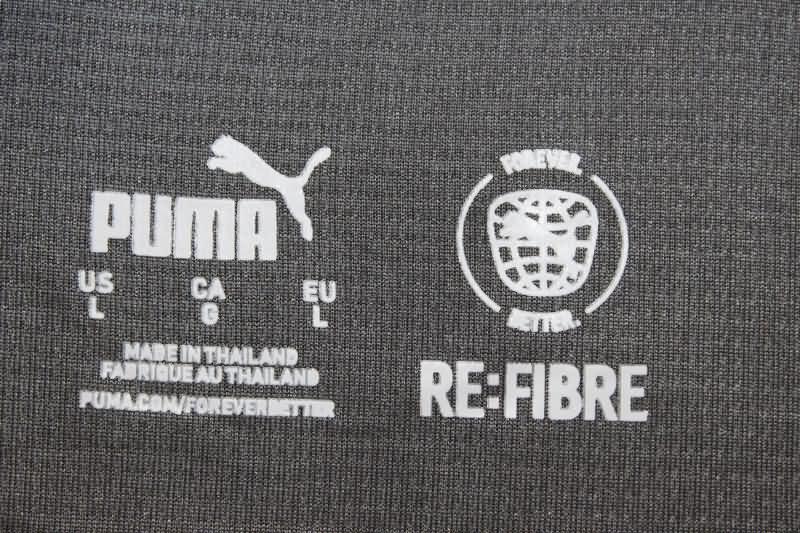 PUMA
US CA EU
L G L
MADE IN THAILAND
FABRIQUE AU THAILAND
PUMA.COM/FOREVERBETTER
FOREVER.
BETTER.
RE:FIBRE